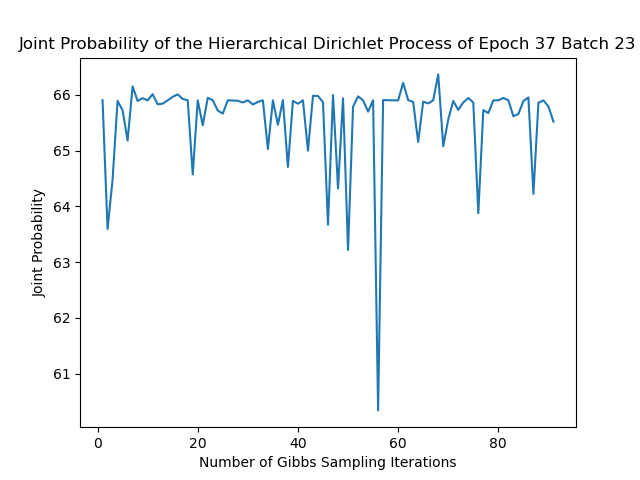 Joint Probability of the Hierarchical Dirichlet Process of Epoch 37 Batch 23
66
65
64
63
62
61
Joint Probability
0 20 40 60 80
Number of Gibbs Sampling Iterations